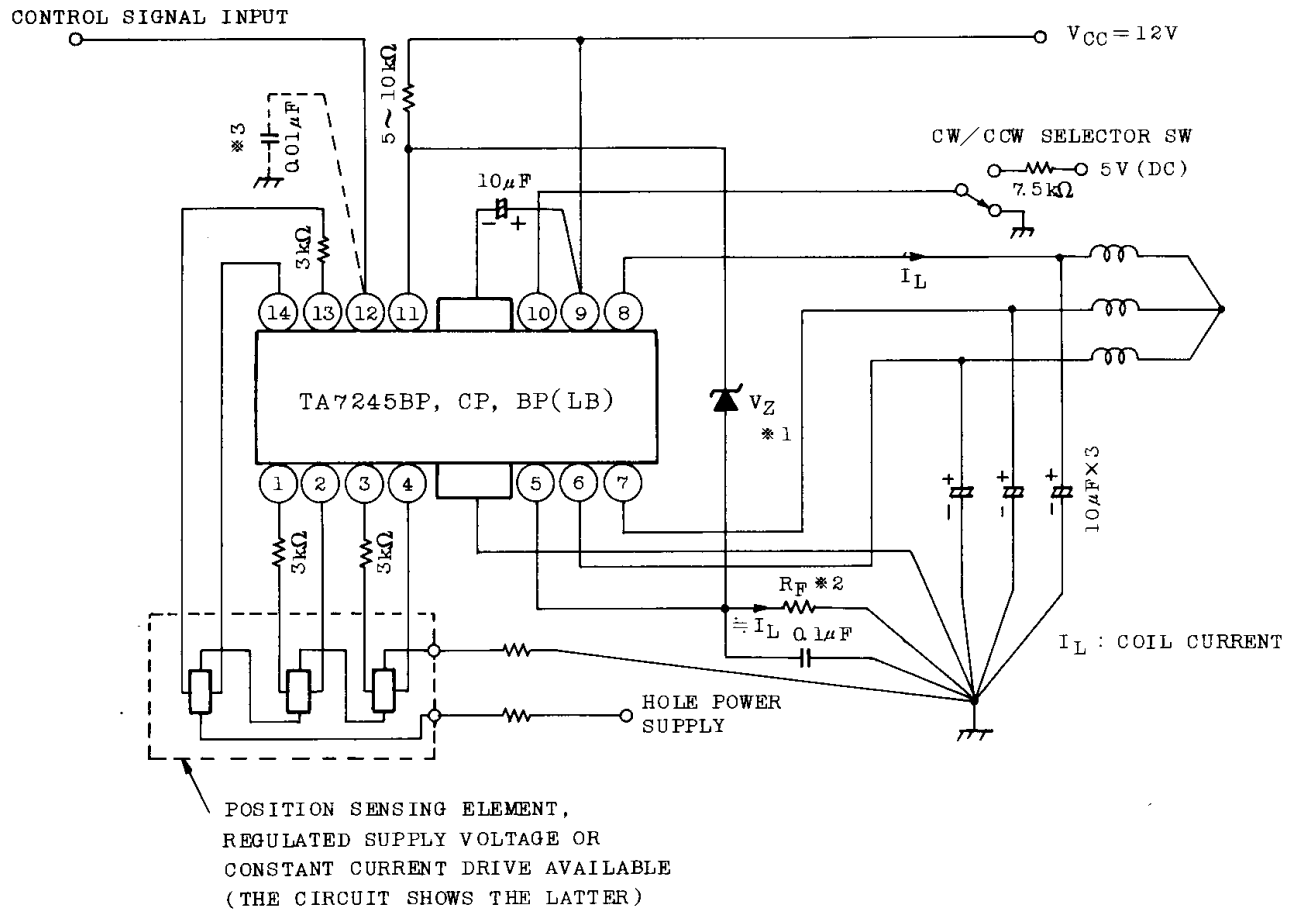 CONTROL SIGNAL INPUT
VCC=12V
5~10kΩ
※3
0.01μF
CW/CCW SELECTOR SW
5V(DC)
7.5kΩ
10μF
- +
3kΩ
IL
14 13 12 11 10 9 8
TA7245BP, CP, BP(LB)
VZ
※1
1 2 3 4 5 6 7
3kΩ
3kΩ
+ -
+ -
+ -
10μF×3
RF ※2
≒IL
0.1μF
IL : COIL CURRENT
HOLE POWER
SUPPLY
POSITION SENSING ELEMENT,
REGULATED SUPPLY VOLTAGE OR
CONSTANT CURRENT DRIVE AVAILABLE
(THE CIRCUIT SHOWS THE LATTER)